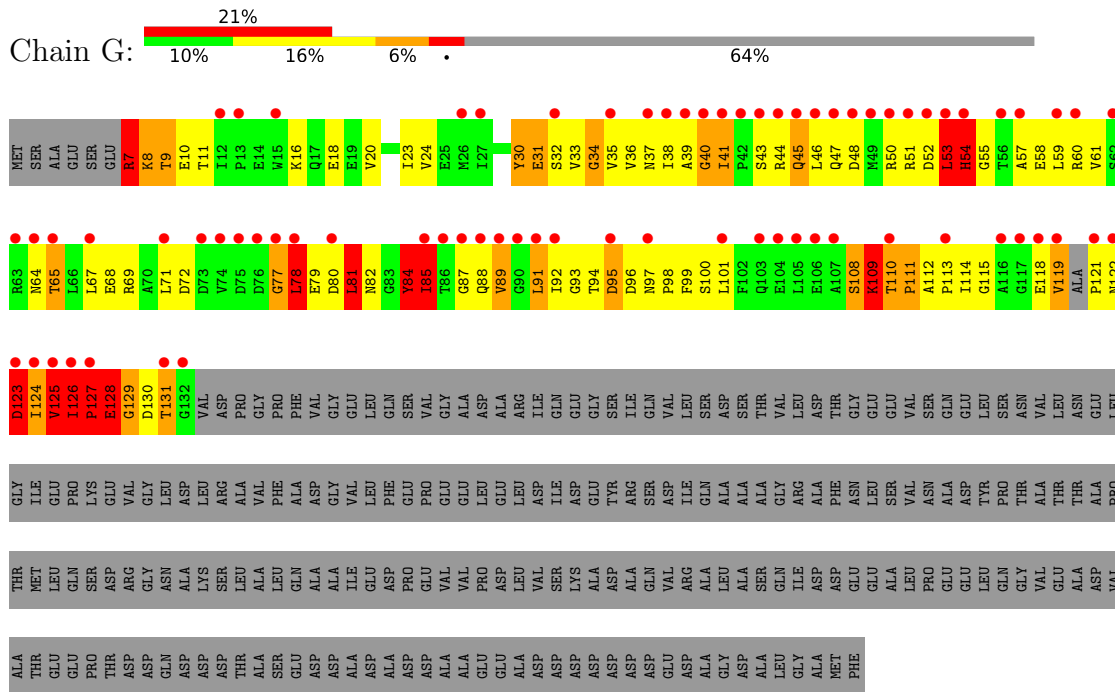 21%
Chain G:
10% 16% 6% • 64%
MET SER ALA GLU SER GLU R7 K8 T9 E10 T11 I12 P13 E14 W15 K16 Q17 E18 E19 V20 I23 V24 E25 M26 I27 Y30 E31 S32 V33 G34 V35 V36 N37 I38 A39 G40 I41 P42 S43 R44 Q45 L46 Q47 D48 M49 R50 R51 D52 L53 H54 G55 T56 A57 E58 L59 R60 V61 S62
R63 N64 T65 L66 L67 E68 R69 A70 L71 D72 D73 V74 D75 D76 G77 L78 E79 D80 L81 N82 G83 Y84 I85 T86 G87 Q88 V89 G90 L91 I92 G93 T94 D95 D96 N97 P98 F99 S100 L101 F102 Q103 E104 L105 E106 A107 S108 K109 T110 P111 A112 P113 I114 G115 A116 G117 E118 V119 ALA P121 N122
D123 I124 V125 I126 P127 E128 G129 D130 T131 G132 VAL ASP PRO GLY PRO PHE VAL GLY GLU LEU GLN SER VAL GLY ALA ASP ALA ARG ILE GLN GLU GLY SER ILE GLN VAL LEU SER ASP SER THR VAL LEU ASP THR GLY GLU GLU VAL SER GLN GLU LEU SER ASN VAL LEU ASN GLU LEU
GLY ILE GLU PRO LYS GLU VAL GLY LEU ASP LEU ARG ALA VAL PHE ALA ASP GLY VAL LEU PHE GLU PRO GLU GLU LEU GLU LEU ASP ILE ASP GLU TYR ARG SER ASP ILE GLN ALA ALA ALA GLY ARG ALA PHE ASN LEU SER VAL ASN ALA ASP TYR PRO THR ALA THR THR ALA PRO
THR MET LEU GLN SER ASP ARG GLY ASN ALA LYS SER LEU ALA LEU GLN ALA ALA ILE GLU ASP PRO GLU VAL VAL PRO ASP LEU VAL SER LYS ALA ASP ALA GLN VAL ARG ALA LEU ALA SER GLN ILE ASP ASP GLU GLU ALA LEU PRO GLU GLU LEU GLN GLY VAL GLU ALA ASP VAL
ALA THR GLU GLU PRO THR ASP ASP GLN ASP ASP ASP THR ALA SER GLU ASP ASP ALA ASP ALA ASP ASP ALA ALA GLU GLU ALA ASP ASP ASP ASP ASP ASP ASP GLU ASP ALA GLY ASP ALA LEU GLY ALA MET PHE